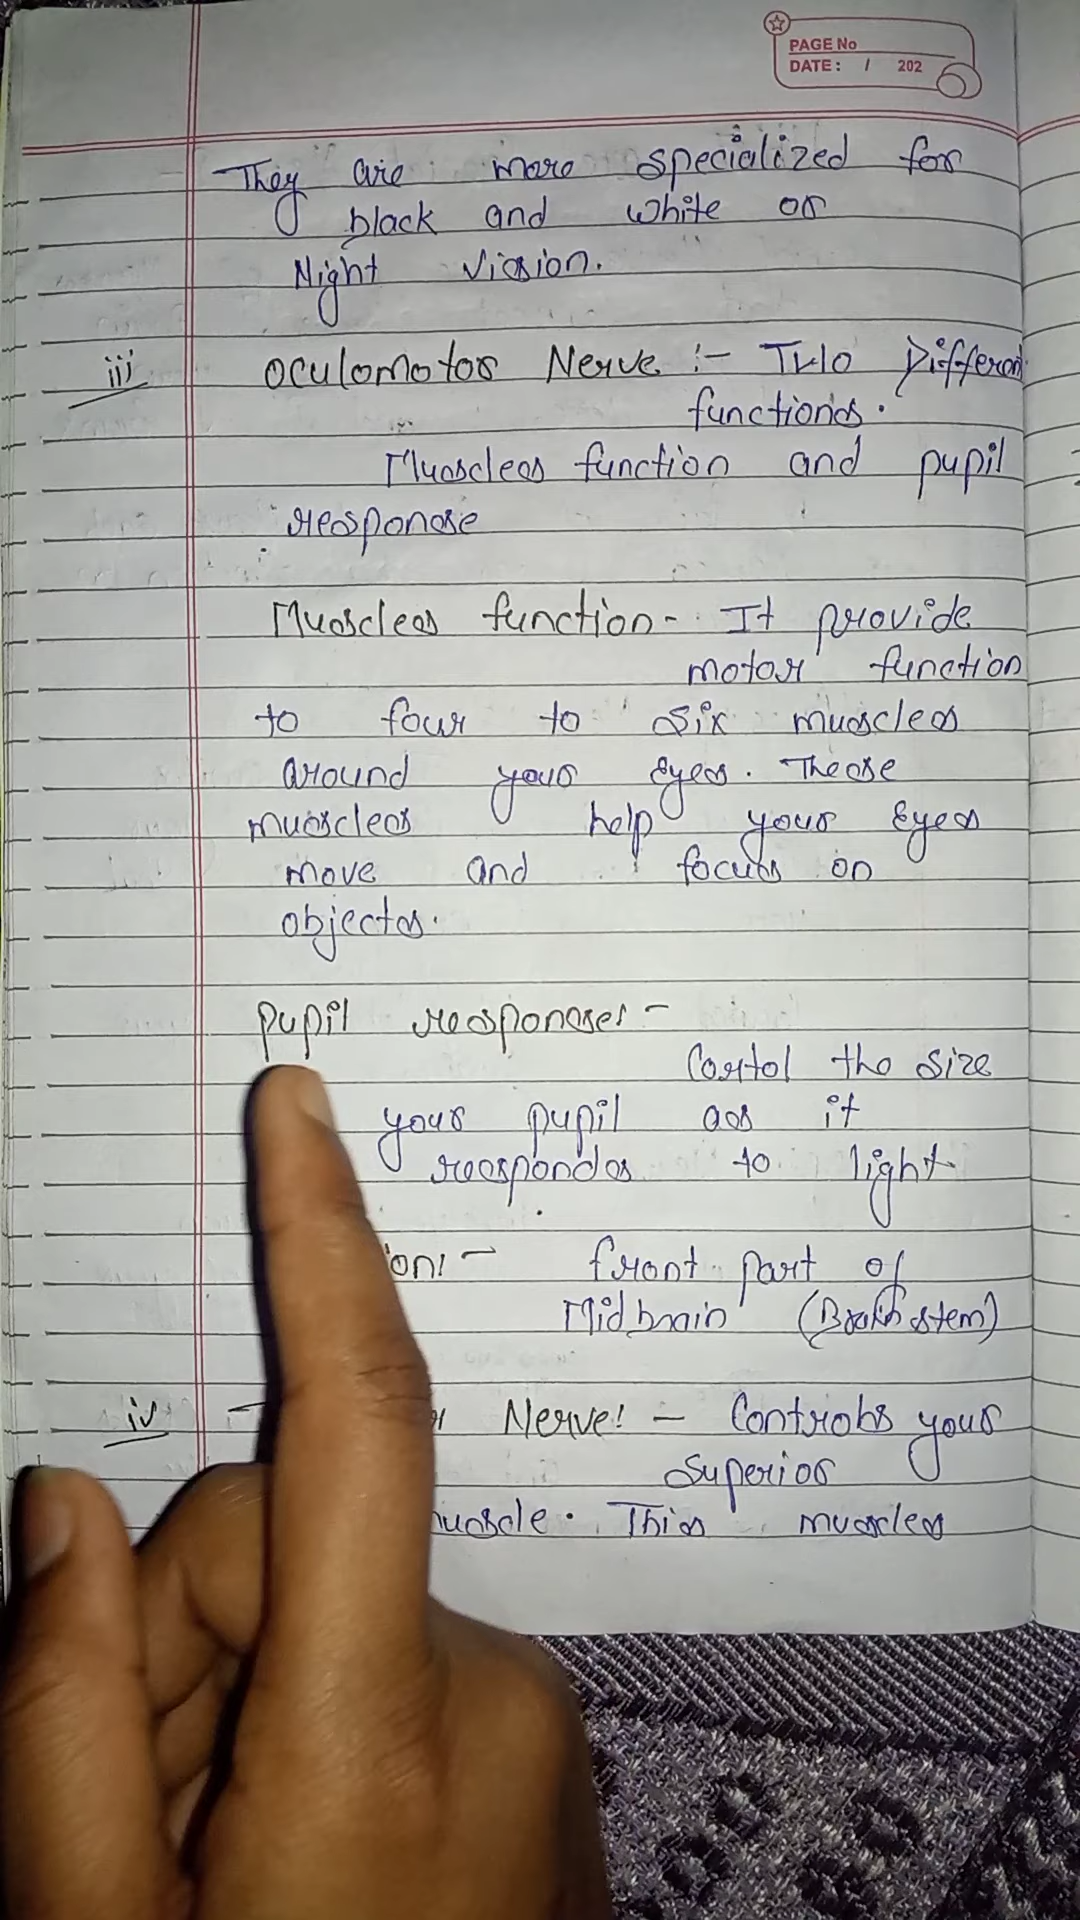 PAGE No
DATE: / 202
They are more specialized for
black and white or
Night vision.
iii oculomotor Nerve :- Two Different
functions.
Muscles function and pupil
response
Muscles function - It provide
motor function
to four to six muscles
around your Eyes. These
muscles help your Eyes
move and focus on
objects.
Pupil response: -
Cortol the size
your pupil as it
responds to light
front part of
Midbrain (Brain stem)
iv Nerve! - Controls your
superior
muscle. This muscles